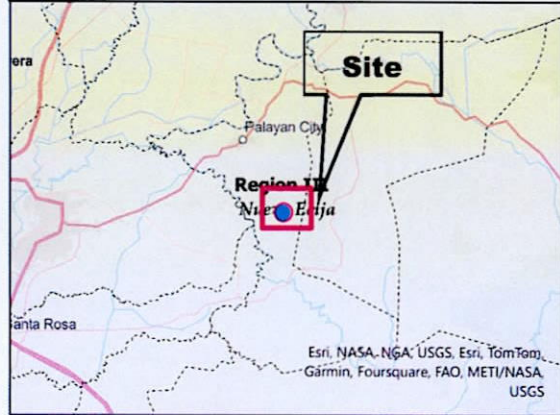 era
Site
Palayan City
Region III
Nueva Ecija
anta Rosa
Esri, NASA, NGA, USGS, Esri, TomTom,
Garmin, Foursquare, FAO, METI/NASA,
USGS